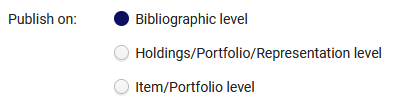 Publish on: Bibliographic level
Holdings/Portfolio/Representation level
Item/Portfolio level